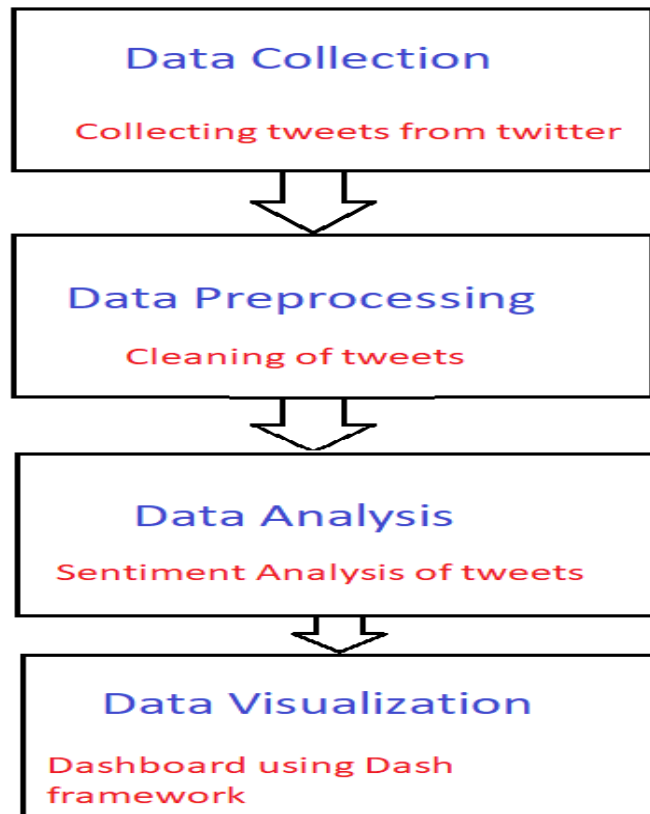 Data Collection
Collecting tweets from twitter
Data Preprocessing
Cleaning of tweets
Data Analysis
Sentiment Analysis of tweets
Data Visualization
Dashboard using Dash
framework